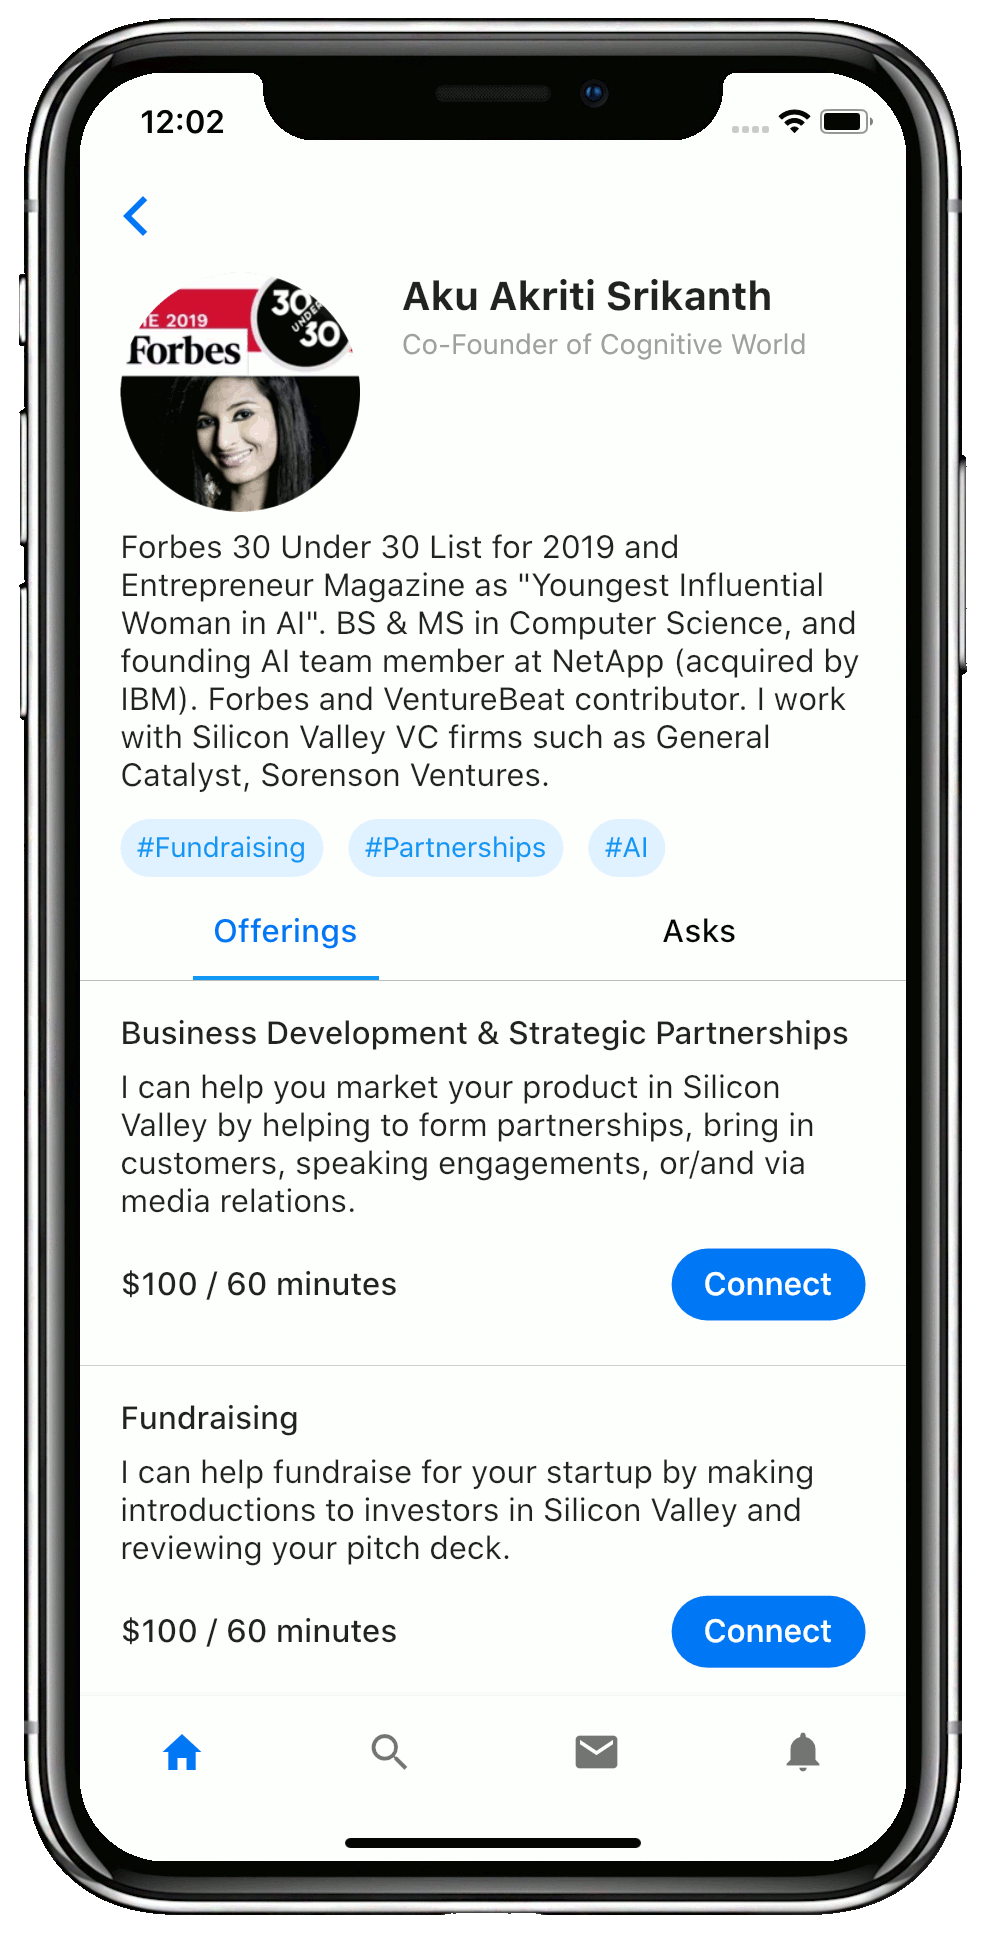 12:02
30
UNDER
30
E 2019
Forbes
Aku Akriti Srikanth
Co-Founder of Cognitive World
Forbes 30 Under 30 List for 2019 and
Entrepreneur Magazine as "Youngest Influential
Woman in AI". BS & MS in Computer Science, and
founding AI team member at NetApp (acquired by
IBM). Forbes and VentureBeat contributor. I work
with Silicon Valley VC firms such as General
Catalyst, Sorenson Ventures.
#Fundraising #Partnerships #AI
Offerings Asks
Business Development & Strategic Partnerships
I can help you market your product in Silicon
Valley by helping to form partnerships, bring in
customers, speaking engagements, or/and via
media relations.
$100 / 60 minutes Connect
Fundraising
I can help fundraise for your startup by making
introductions to investors in Silicon Valley and
reviewing your pitch deck.
$100 / 60 minutes Connect